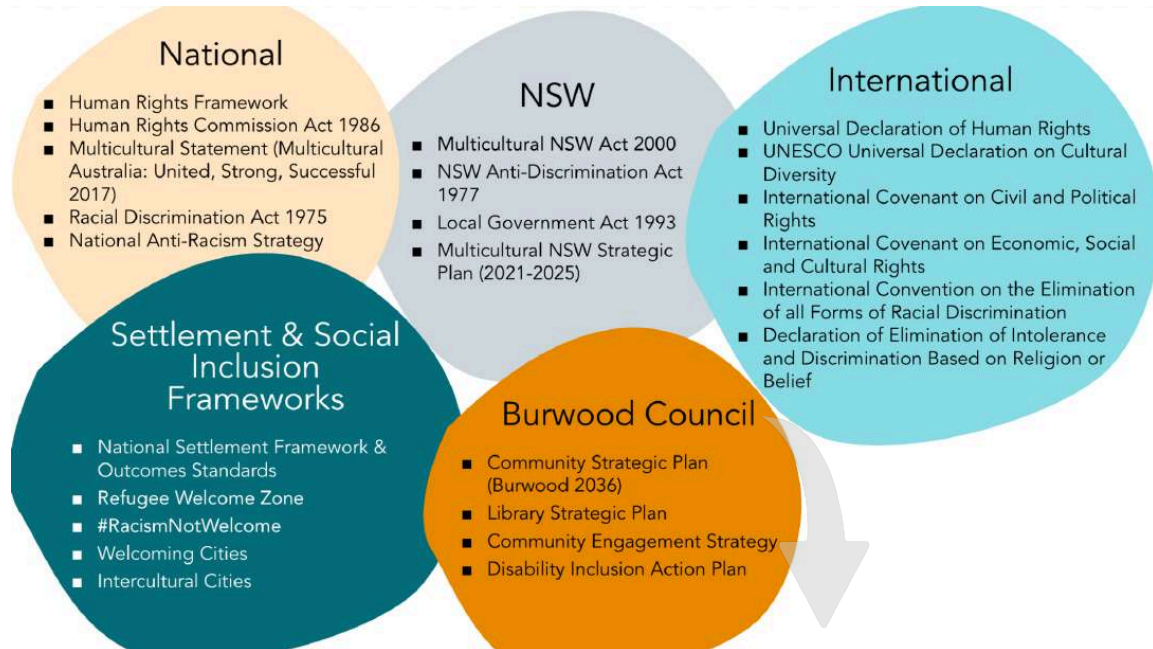 National
■ Human Rights Framework
■ Human Rights Commission Act 1986
■ Multicultural Statement (Multicultural
Australia: United, Strong, Successful
2017)
■ Racial Discrimination Act 1975
■ National Anti-Racism Strategy
NSW
■ Multicultural NSW Act 2000
■ NSW Anti-Discrimination Act
1977
■ Local Government Act 1993
■ Multicultural NSW Strategic
Plan (2021-2025)
International
■ Universal Declaration of Human Rights
■ UNESCO Universal Declaration on Cultural
Diversity
■ International Covenant on Civil and Political
Rights
■ International Covenant on Economic, Social
and Cultural Rights
■ International Convention on the Elimination
of all Forms of Racial Discrimination
■ Declaration of Elimination of Intolerance
and Discrimination Based on Religion or
Belief
Settlement & Social
Inclusion
Frameworks
■ National Settlement Framework &
Outcomes Standards
■ Refugee Welcome Zone
■ #RacismNotWelcome
■ Welcoming Cities
■ Intercultural Cities
Burwood Council
■ Community Strategic Plan
(Burwood 2036)
■ Library Strategic Plan
■ Community Engagement Strategy
■ Disability Inclusion Action Plan